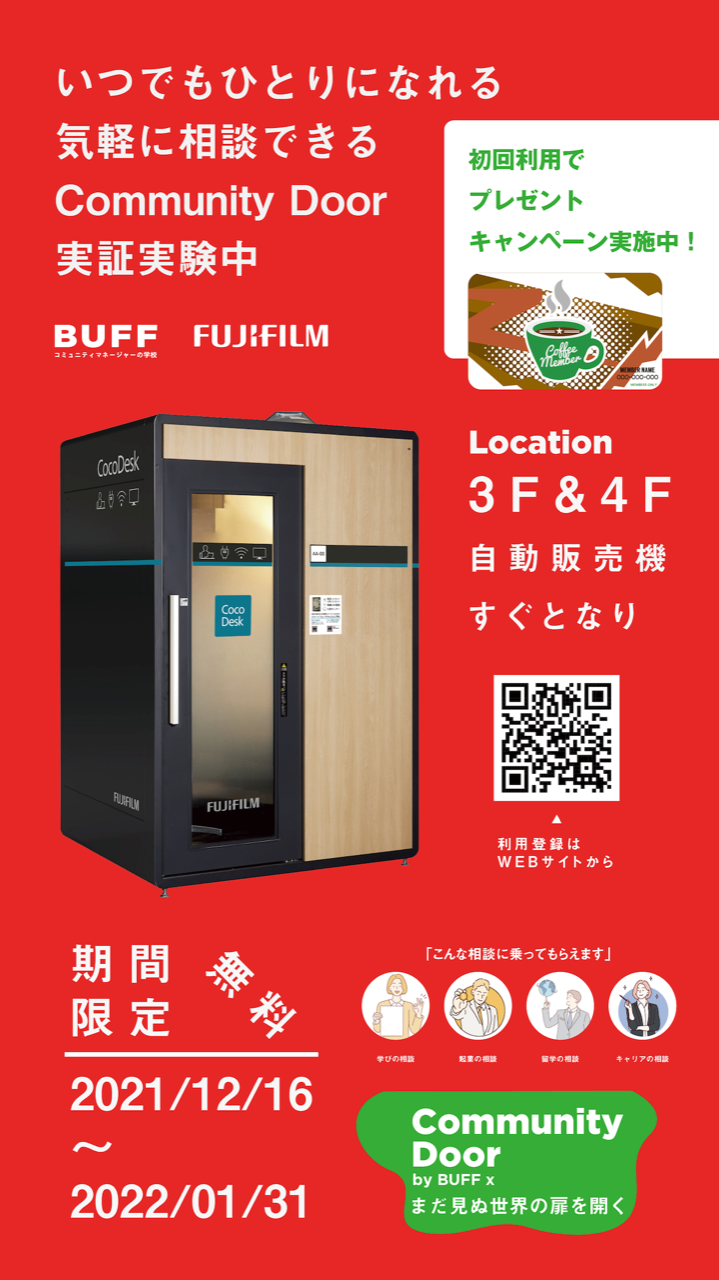 いつでもひとりになれる
気軽に相談できる
Community Door
実証実験中
BUFF
コミュニティマネージャーの学校
FUJIFILM
初回利用で
プレゼント
キャンペーン実施中！
Coffee
Member
MEMBER NAME
000-000-000
MEMBERS ONLY
Location
3F&4F
自動販売機
すぐとなり
CocoDesk
AA-00
Coco
Desk
FUJIFILM
FUJIFILM
▲
利用登録は
WEBサイトから
期間
限定
無料
2021/12/16
～
2022/01/31
「こんな相談に乗ってもらえます」
学びの相談
起業の相談
留学の相談
キャリアの相談
Community
Door
by BUFF x
まだ見ぬ世界の扉を開く